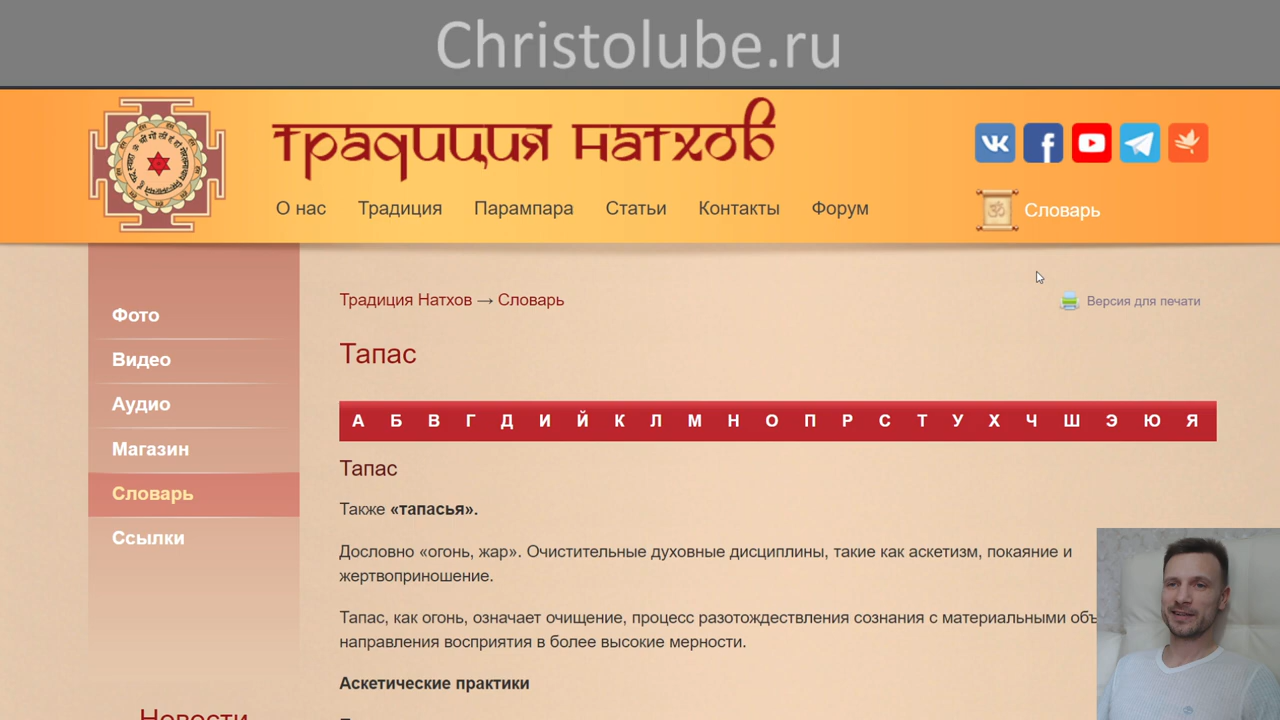 Christolube.ru
традиция натхов
О нас Традиция Парампара Статьи Контакты Форум
Словарь
Фото
Видео
Аудио
Магазин
Словарь
Ссылки
Традиция Натхов → Словарь
Версия для печати
Тапас
А Б В Г Д И Й К Л М Н О П Р С Т У Х Ч Ш Э Ю Я
Тапас
Также «тапасья».
Дословно «огонь, жар». Очистительные духовные дисциплины, такие как аскетизм, покаяние и
жертвоприношение.
Тапас, как огонь, означает очищение, процесс разотождествления сознания с материальными
направления восприятия в более высокие мерности.
Аскетические практики
Новости